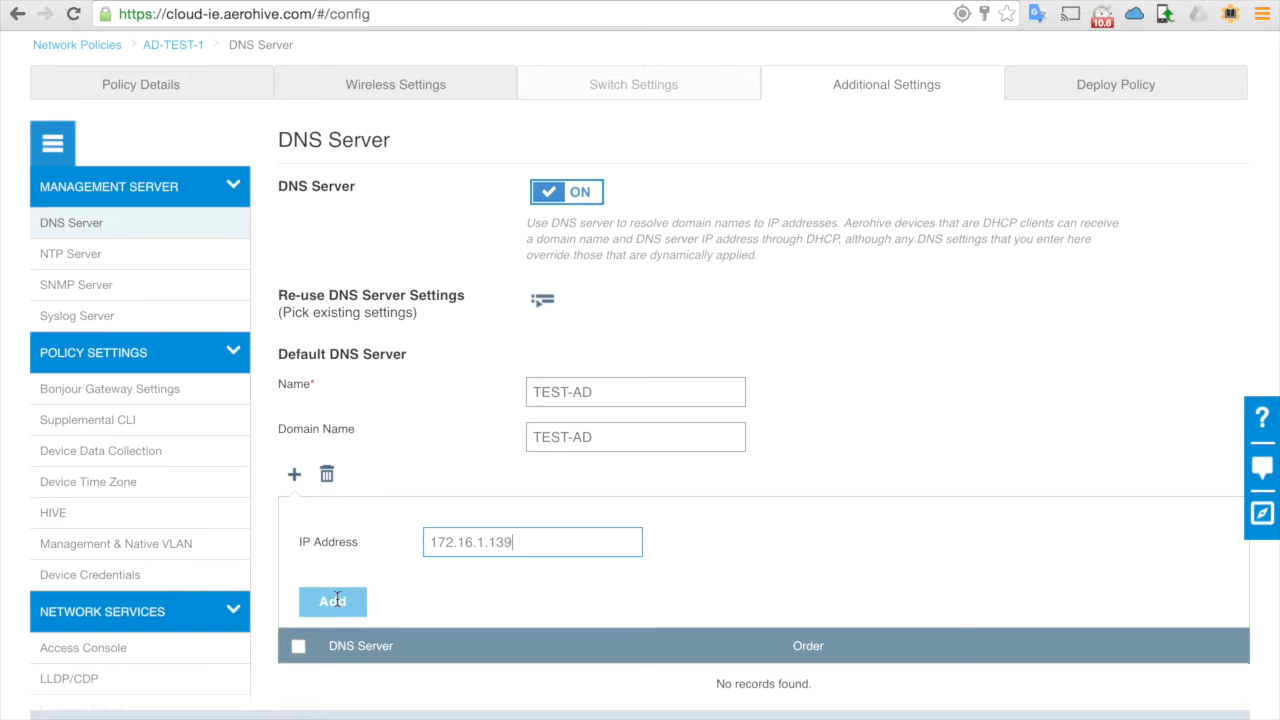 https://cloud-ie.aerohive.com/#/config
10.6
Network Policies
AD-TEST-1
DNS Server
Policy Details
Wireless Settings
Switch Settings
Additional Settings
Deploy Policy
MANAGEMENT SERVER
DNS Server
NTP Server
SNMP Server
Syslog Server
POLICY SETTINGS
Bonjour Gateway Settings
Supplemental CLI
Device Data Collection
Device Time Zone
HIVE
Management & Native VLAN
Device Credentials
NETWORK SERVICES
Access Console
LLDP/CDP
DNS Server
DNS Server
ON
Use DNS server to resolve domain names to IP addresses. Aerohive devices that are DHCP clients can receive
a domain name and DNS server IP address through DHCP, although any DNS settings that you enter here
override those that are dynamically applied.
Re-use DNS Server Settings
(Pick existing settings)
Default DNS Server
Name*
TEST-AD
Domain Name
TEST-AD
IP Address
172.16.1.139
Add
DNS Server
Order
No records found.
?